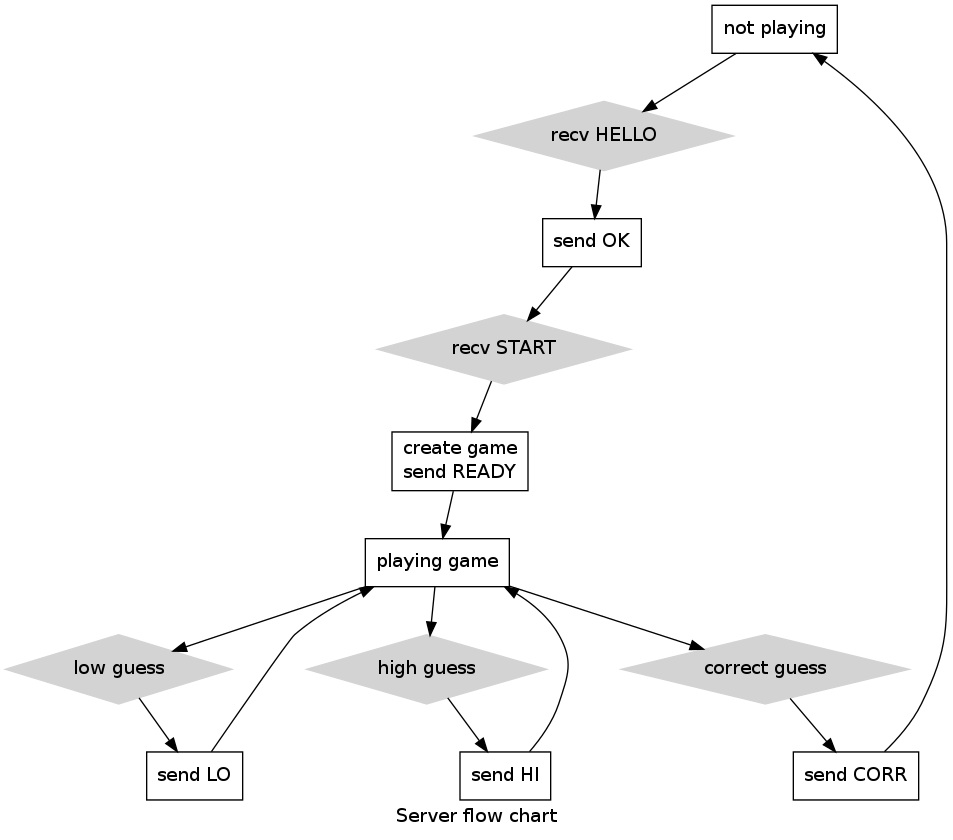 not playing
recv HELLO
send OK
recv START
create game
send READY
playing game
low guess
high guess
correct guess
send LO
send HI
send CORR
Server flow chart